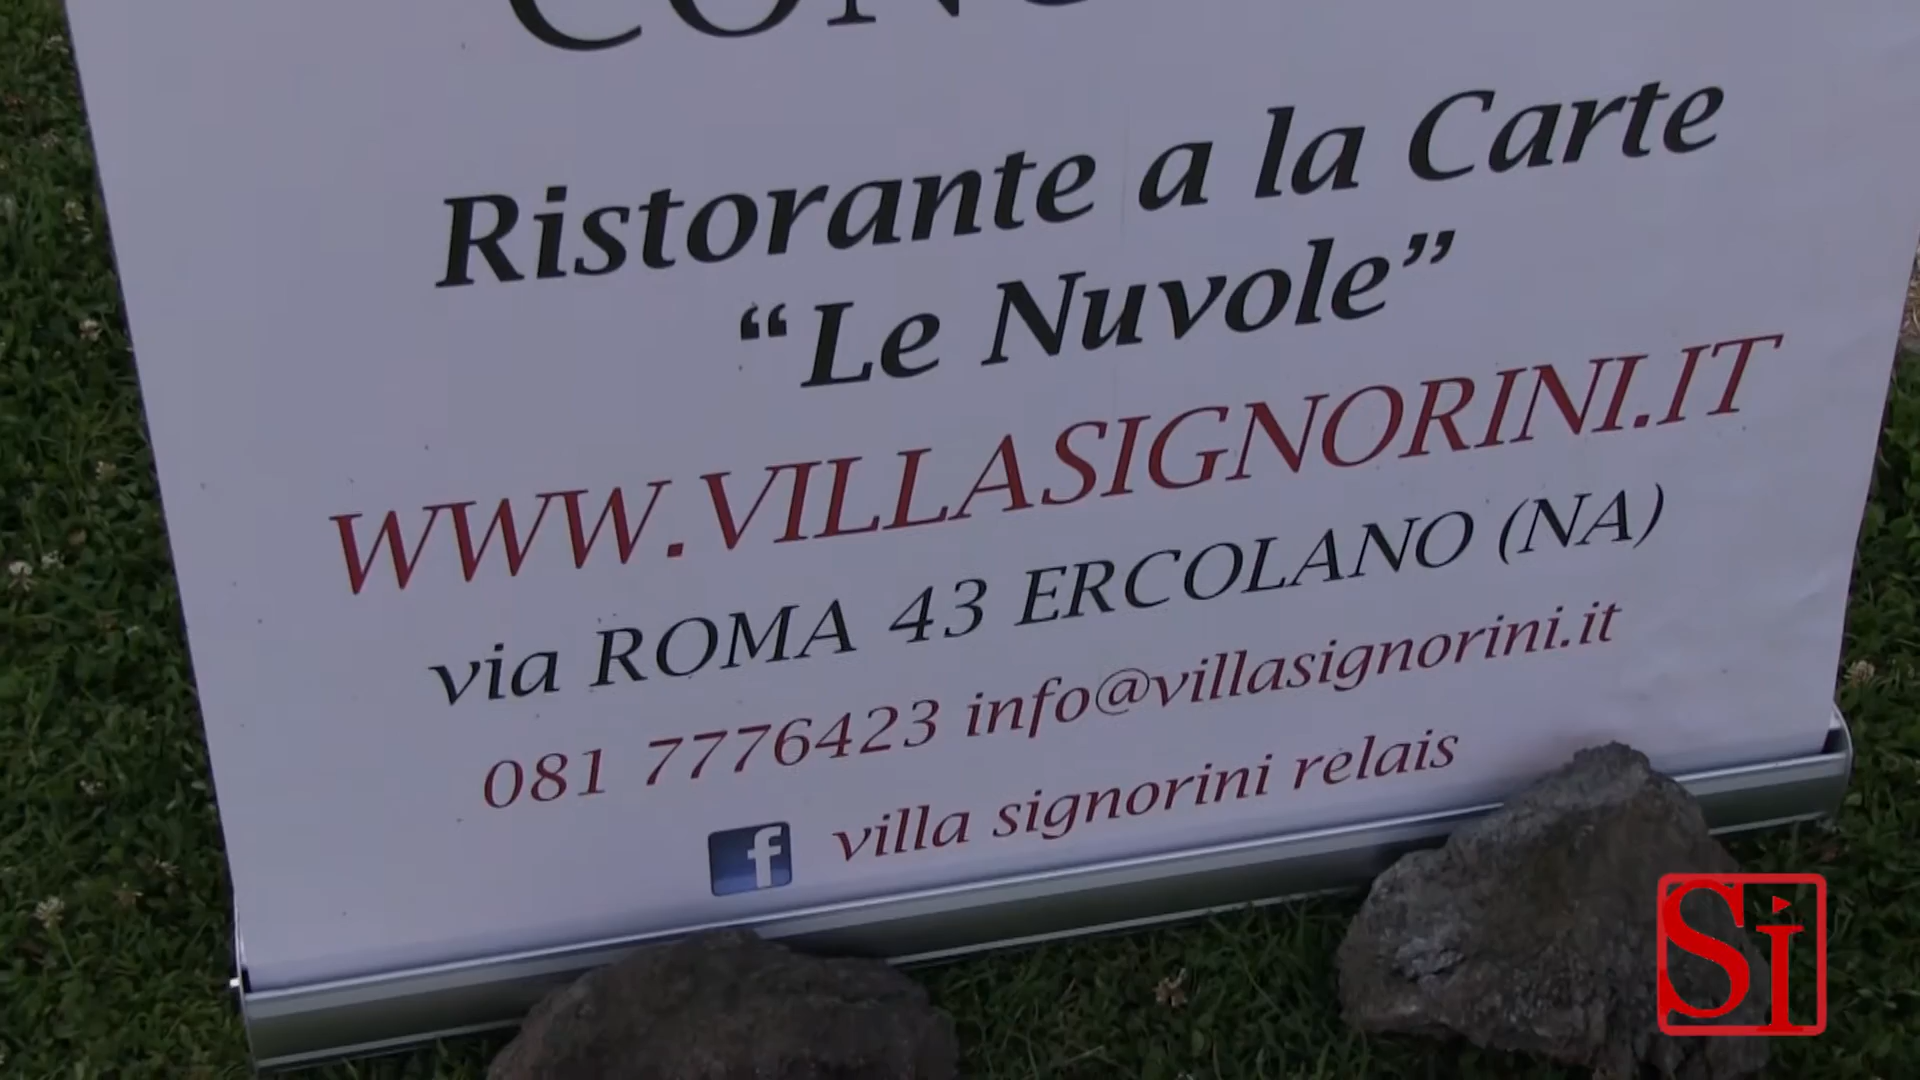 Ristorante a la Carte
“Le Nuvole”
WWW.VILLASIGNORINI.IT
via ROMA 43 ERCOLANO (NA)
081 7776423 info@villasignorini.it
f villa signorini relais
Si